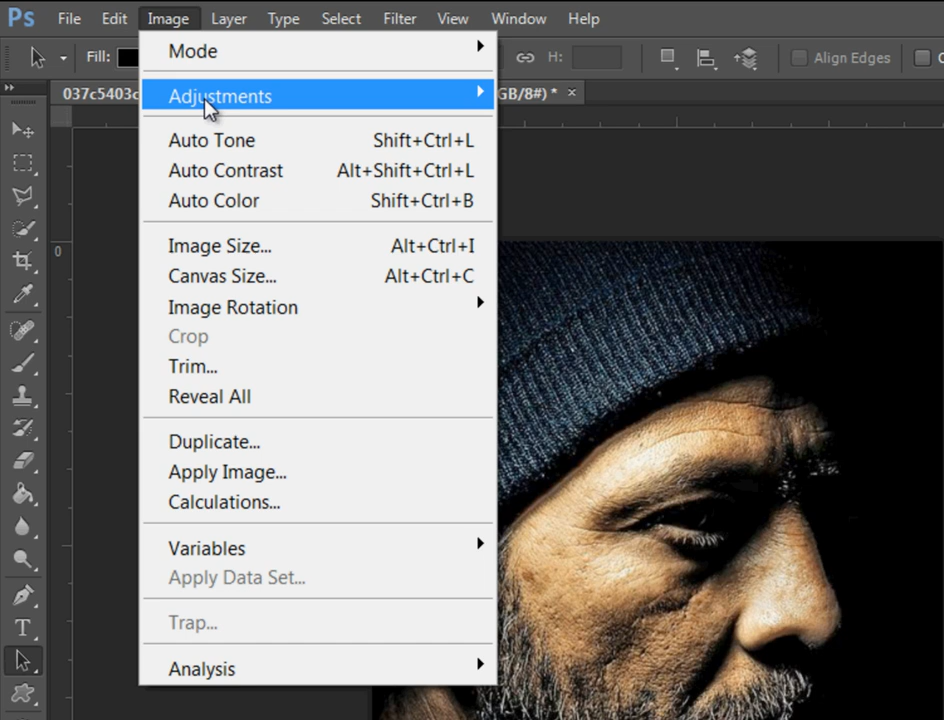 Ps File Edit Image Layer Type Select Filter View Window Help
Fill: H: Align Edges
037c5403c GB/8#) * ×
Mode
Adjustments
Auto Tone Shift+Ctrl+L
Auto Contrast Alt+Shift+Ctrl+L
Auto Color Shift+Ctrl+B
Image Size... Alt+Ctrl+I
Canvas Size... Alt+Ctrl+C
Image Rotation
Crop
Trim...
Reveal All
Duplicate...
Apply Image...
Calculations...
Variables
Apply Data Set...
Trap...
Analysis
0
T